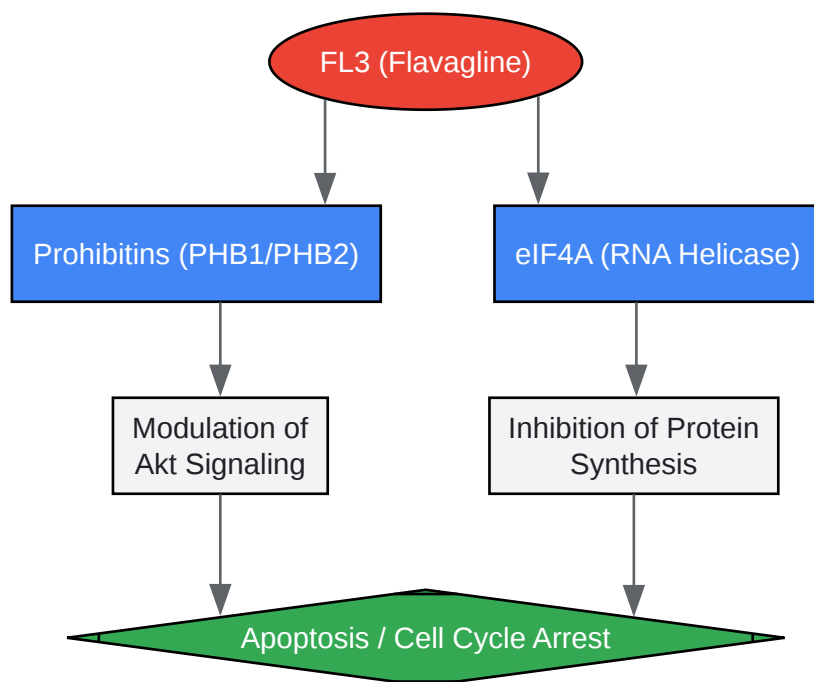 FL3 (Flavagline)
Prohibitins (PHB1/PHB2)
eIF4A (RNA Helicase)
Modulation of
Akt Signaling
Inhibition of Protein
Synthesis
Apoptosis / Cell Cycle Arrest